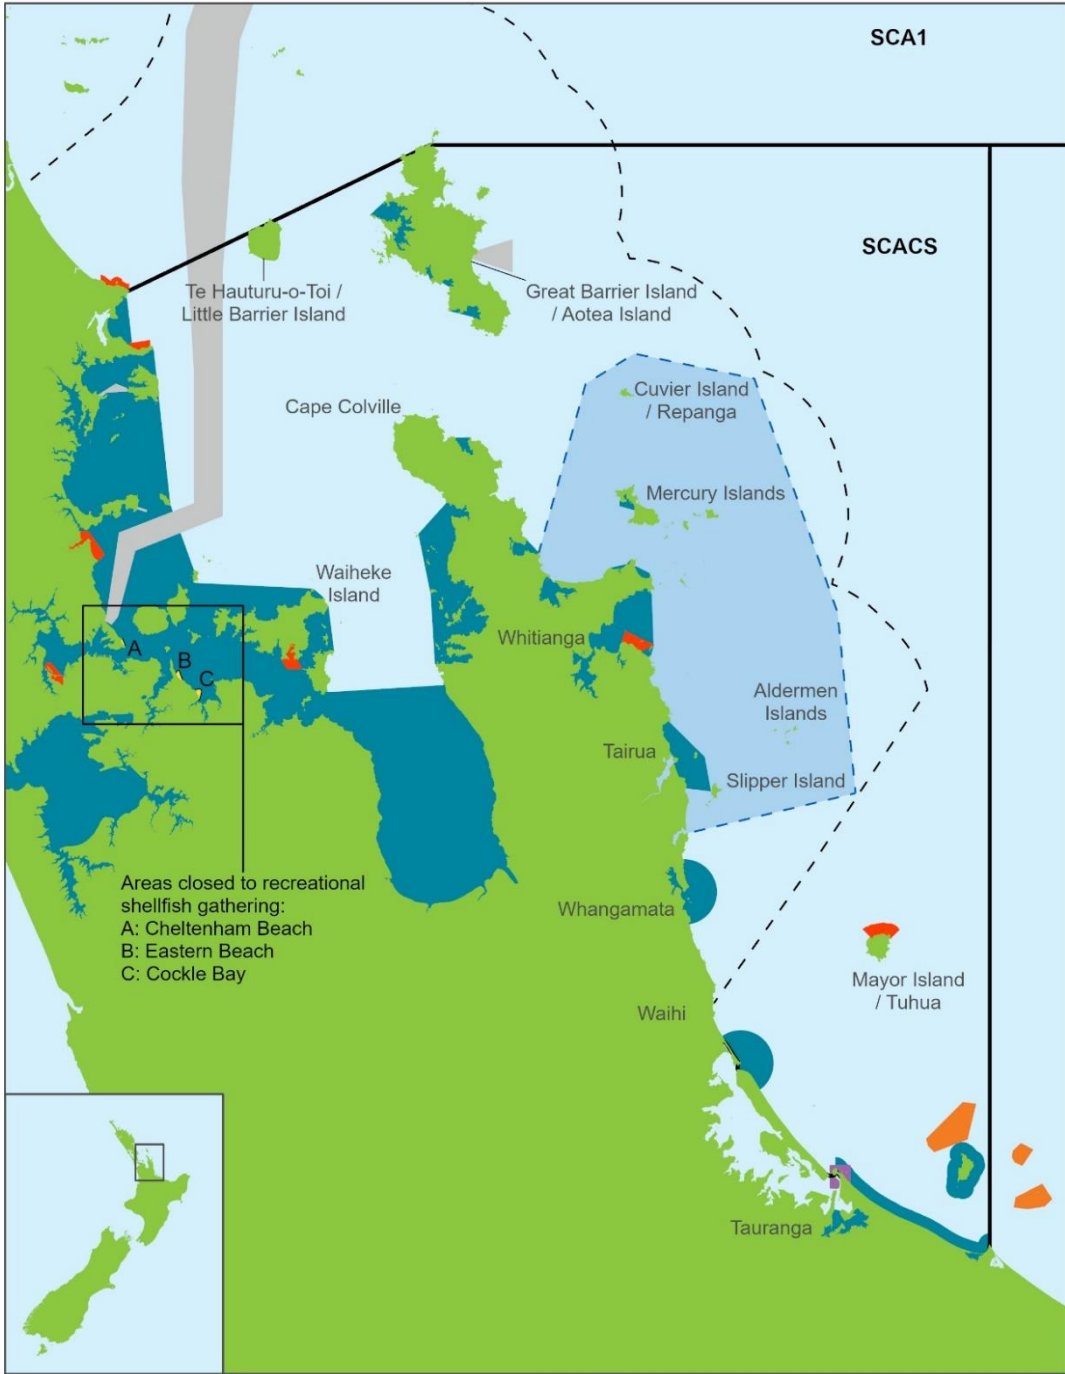 SCA1
SCACS
Te Hauturu-o-Toi /
Little Barrier Island
Great Barrier Island
/ Aotea Island
Cuvier Island
/ Repanga
Cape Colville
Mercury Islands
Waiheke
Island
Whitianga
A
B
C
Aldermen
Islands
Tairua
Slipper Island
Areas closed to recreational
shellfish gathering:
A: Cheltenham Beach
B: Eastern Beach
C: Cockle Bay
Whangamata
Mayor Island
/ Tuhua
Waihi
Tauranga